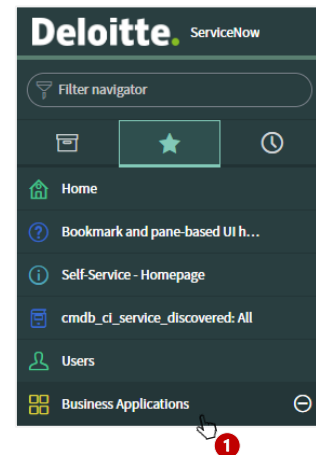 Deloitte. ServiceNow
Filter navigator
Home
Bookmark and pane-based UI h...
Self-Service - Homepage
cmdb_ci_service_discovered: All
Users
Business Applications
1